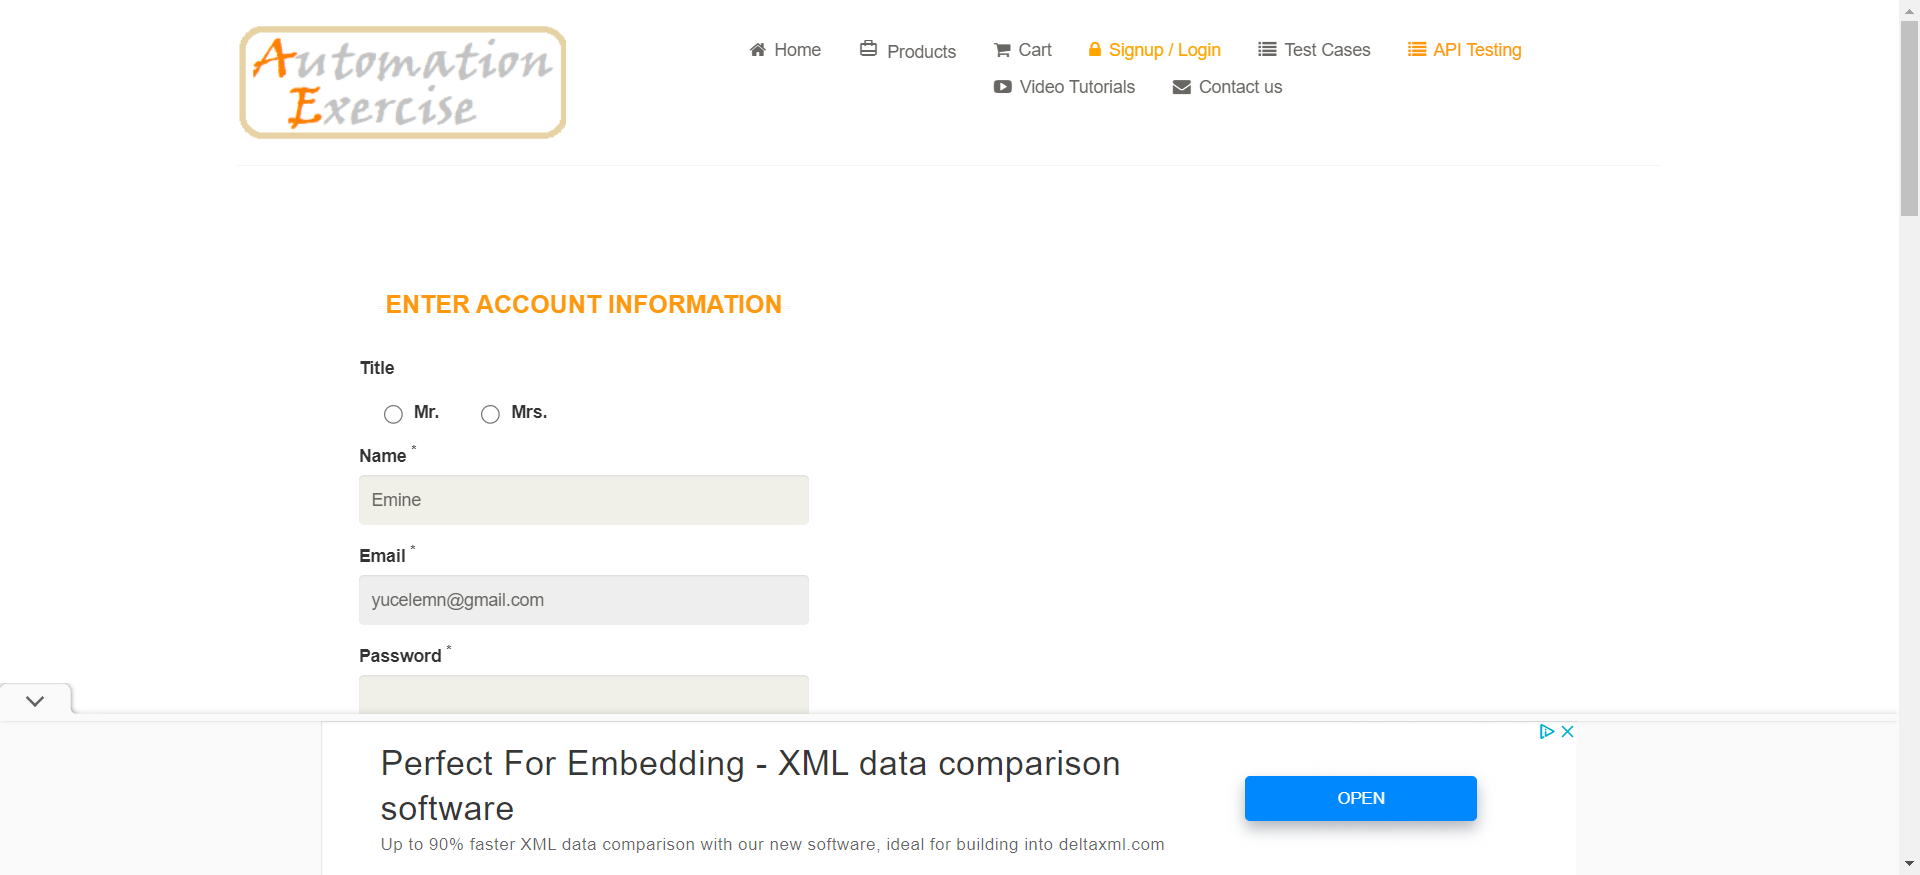 Automation
Exercise
Home
Products
Cart
Signup / Login
Test Cases
API Testing
Video Tutorials
Contact us
ENTER ACCOUNT INFORMATION
Title
Mr.
Mrs.
Name *
Emine
Email *
yucelemn@gmail.com
Password *
Perfect For Embedding - XML data comparison
software
Up to 90% faster XML data comparison with our new software, ideal for building into deltaxml.com
OPEN